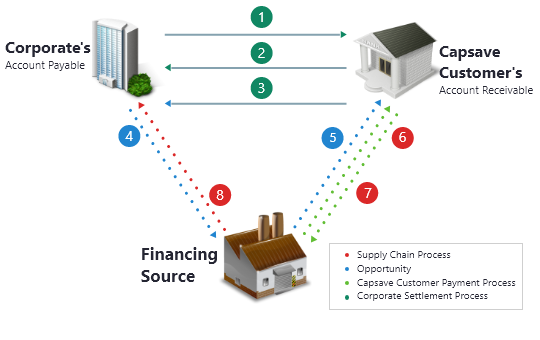 1
Corporate's
Account Payable
2
Capsave
Customer's
Account Receivable
3
4
5
6
8
7
Financing
Source
Supply Chain Process
Opportunity
Capsave Customer Payment Process
Corporate Settlement Process